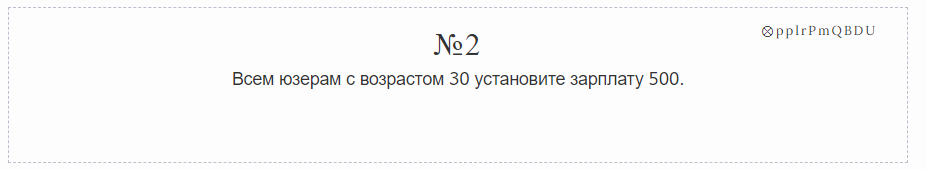 ⊗pplrPmQBDU
№2
Всем юзерам с возрастом 30 установите зарплату 500.